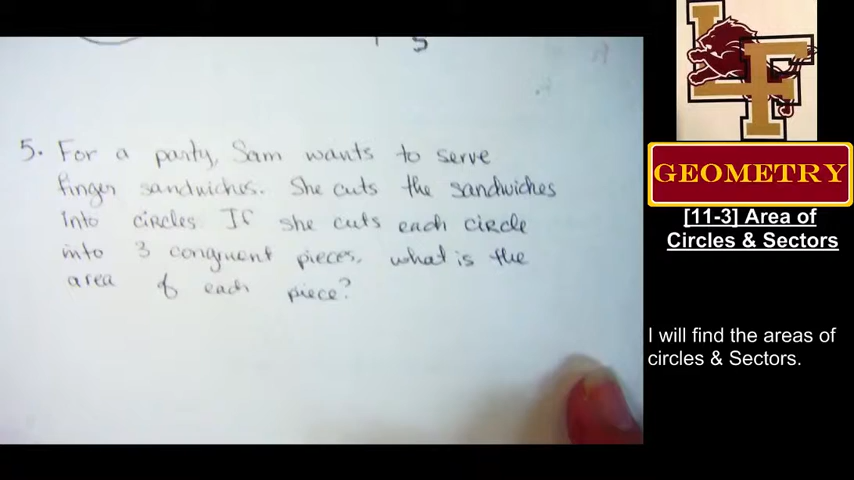 5. For a party, Sam wants to serve
finger sandwiches. She cuts the sandwiches
into circles If she cuts each circle
into 3 congruent pieces, what is the
area of each piece?
LF
GEOMETRY
[11-3] Area of
Circles & Sectors
I will find the areas of
circles & Sectors.